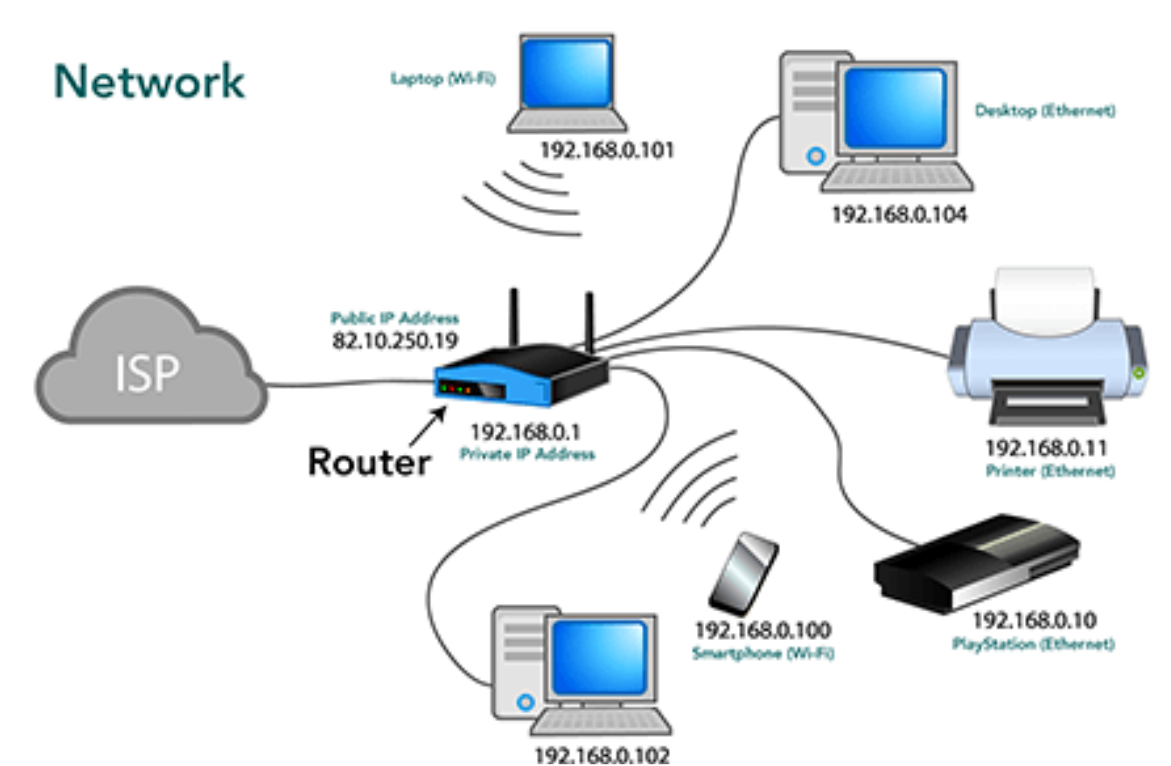 Network
Laptop (Wi-Fi)
192.168.0.101
Desktop (Ethernet)
192.168.0.104
Public IP Address
82.10.250.19
ISP
Router
192.168.0.1
Private IP Address
192.168.0.11
Printer (Ethernet)
192.168.0.10
PlayStation (Ethernet)
192.168.0.100
Smartphone (Wi-Fi)
192.168.0.102